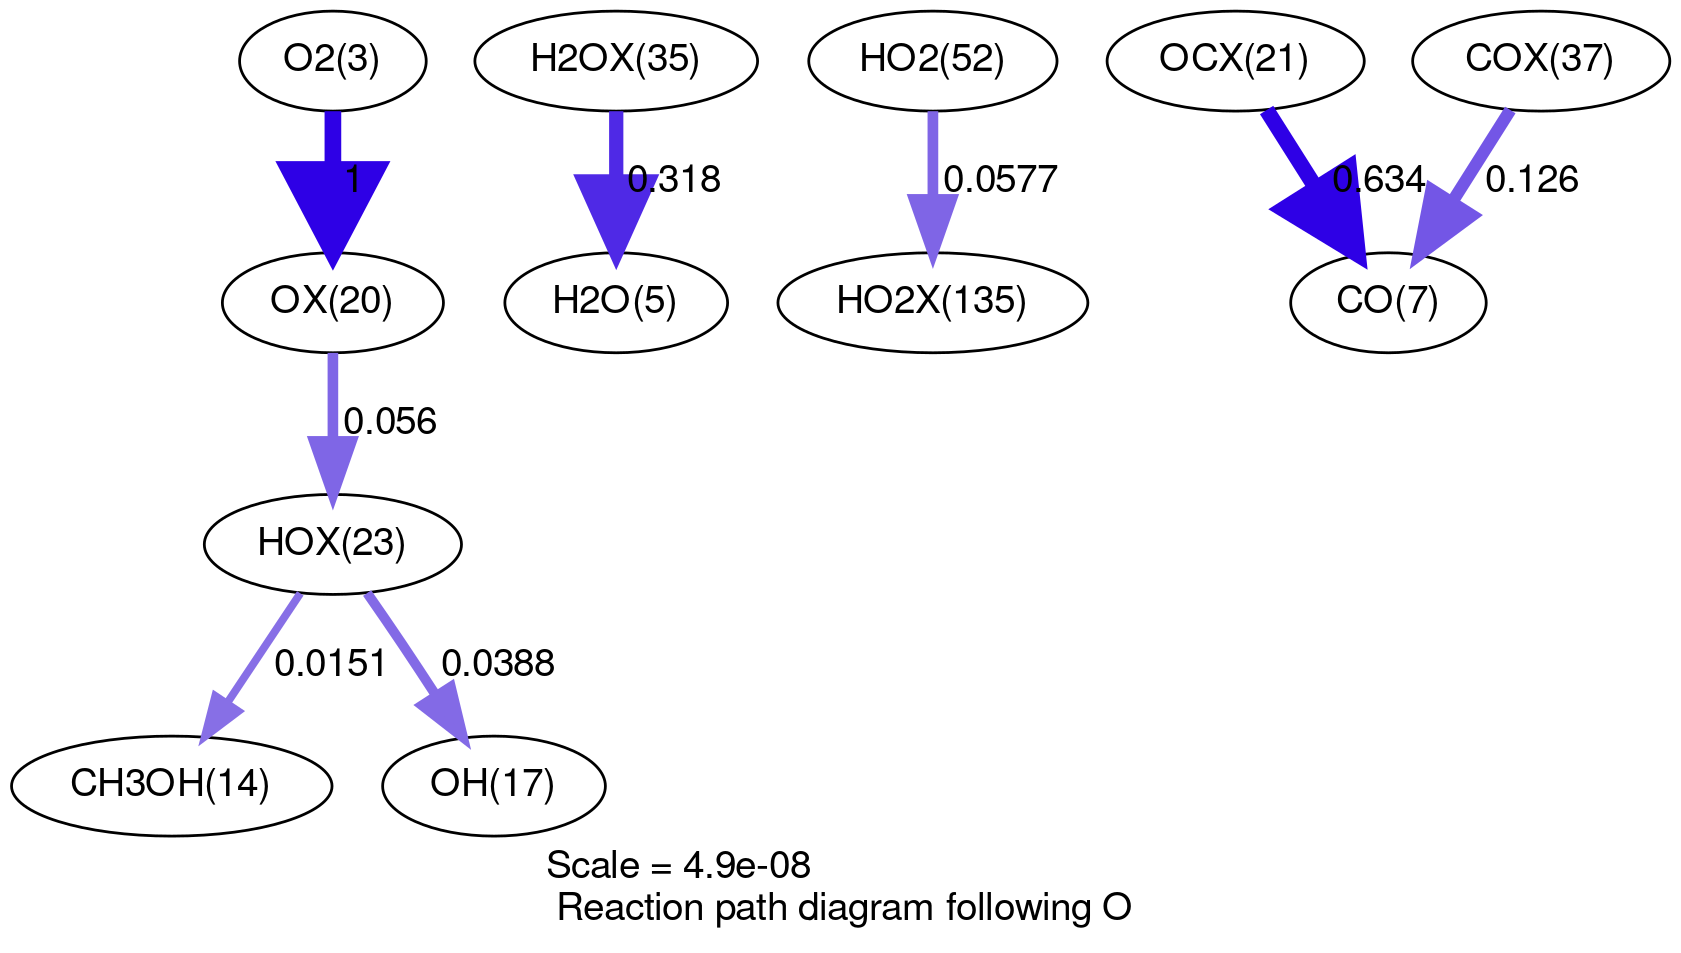 O2(3)
H2OX(35)
HO2(52)
OCX(21)
COX(37)
1
0.318
0.0577
0.634
0.126
OX(20)
H2O(5)
HO2X(135)
CO(7)
0.056
HOX(23)
0.0151
0.0388
CH3OH(14)
OH(17)
Scale = 4.9e-08
Reaction path diagram following O